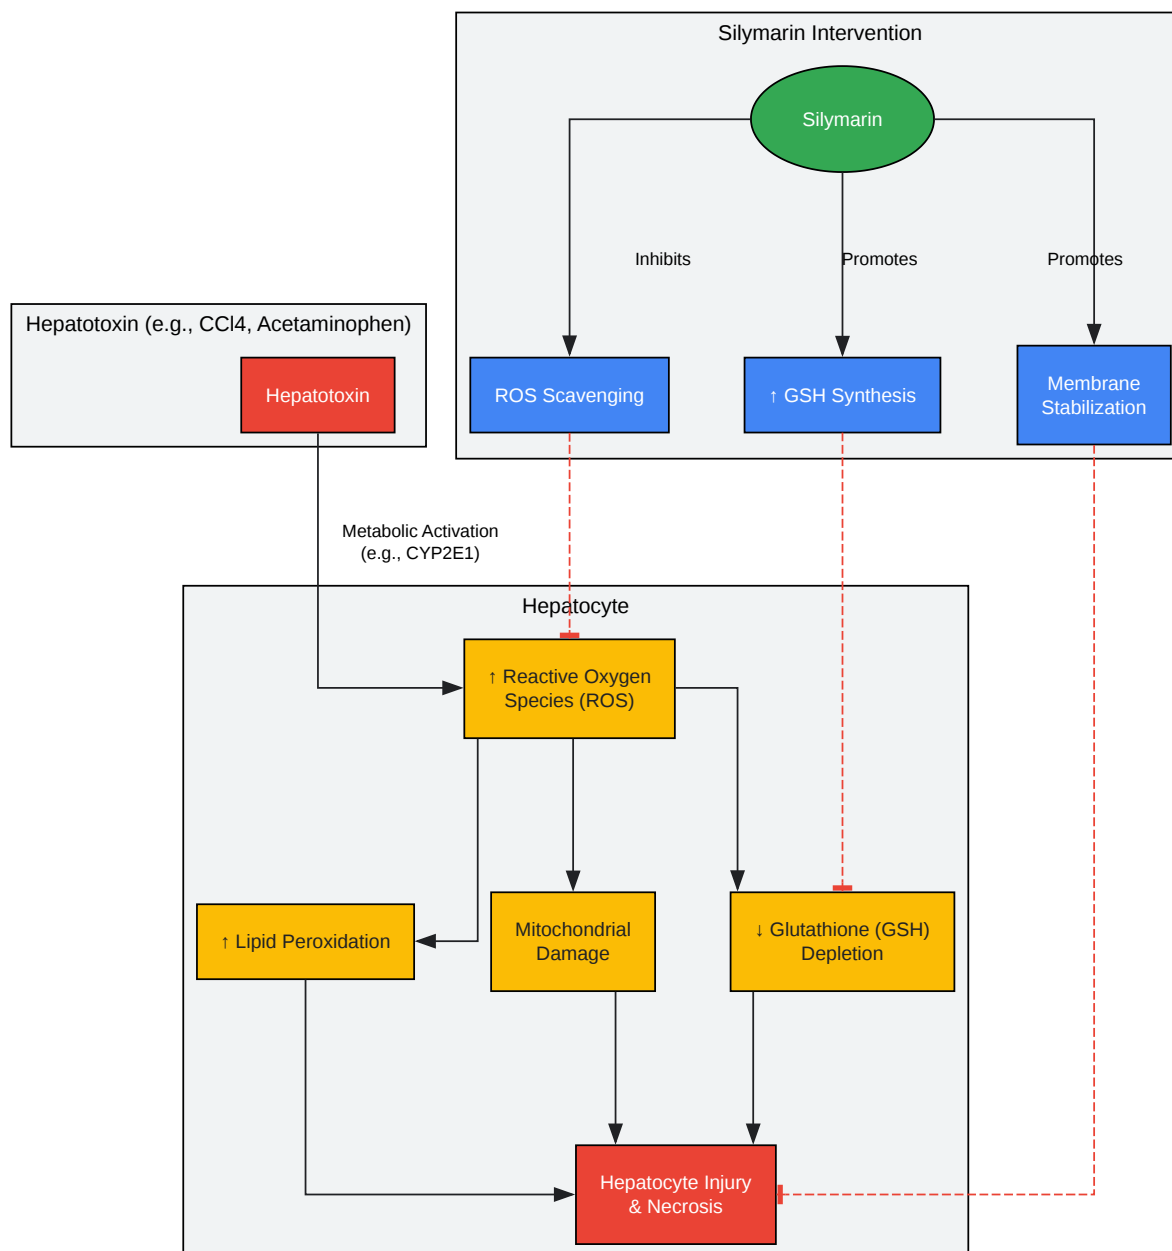 Silymarin Intervention
Silymarin
Inhibits
Promotes
Promotes
Hepatotoxin (e.g., CCl4, Acetaminophen)
Hepatotoxin
ROS Scavenging
↑ GSH Synthesis
Membrane
Stabilization
Metabolic Activation
(e.g., CYP2E1)
Hepatocyte
↑ Reactive Oxygen
Species (ROS)
↑ Lipid Peroxidation
Mitochondrial
Damage
↓ Glutathione (GSH)
Depletion
Hepatocyte Injury
& Necrosis